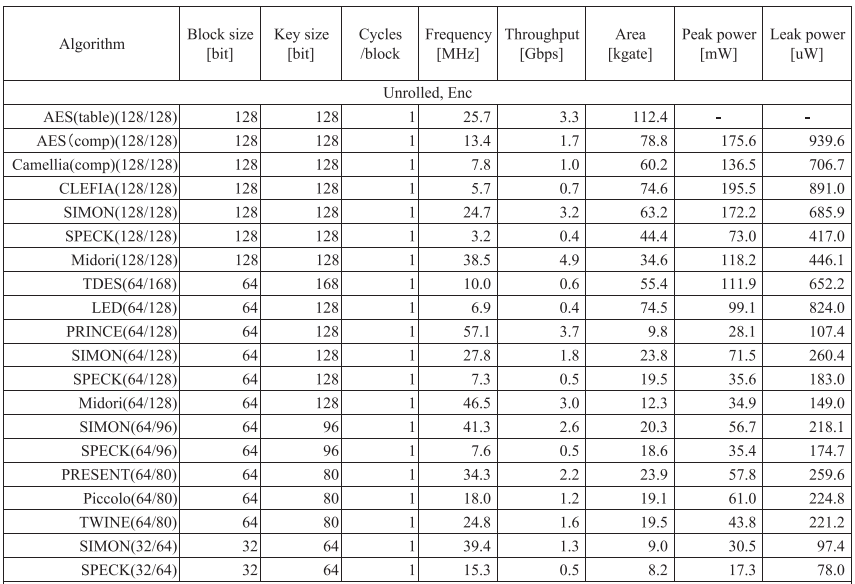 Algorithm Block size [bit] Key size [bit] Cycles /block Frequency [MHz] Throughput [Gbps] Area [kgate] Peak power [mW] Leak power [uW]
Unrolled, Enc
AES(table)(128/128) 128 128 1 25.7 3.3 112.4 - -
AES(comp)(128/128) 128 128 1 13.4 1.7 78.8 175.6 939.6
Camellia(comp)(128/128) 128 128 1 7.8 1.0 60.2 136.5 706.7
CLEFIA(128/128) 128 128 1 5.7 0.7 74.6 195.5 891.0
SIMON(128/128) 128 128 1 24.7 3.2 63.2 172.2 685.9
SPECK(128/128) 128 128 1 3.2 0.4 44.4 73.0 417.0
Midori(128/128) 128 128 1 38.5 4.9 34.6 118.2 446.1
TDES(64/168) 64 168 1 10.0 0.6 55.4 111.9 652.2
LED(64/128) 64 128 1 6.9 0.4 74.5 99.1 824.0
PRINCE(64/128) 64 128 1 57.1 3.7 9.8 28.1 107.4
SIMON(64/128) 64 128 1 27.8 1.8 23.8 71.5 260.4
SPECK(64/128) 64 128 1 7.3 0.5 19.5 35.6 183.0
Midori(64/128) 64 128 1 46.5 3.0 12.3 34.9 149.0
SIMON(64/96) 64 96 1 41.3 2.6 20.3 56.7 218.1
SPECK(64/96) 64 96 1 7.6 0.5 18.6 35.4 174.7
PRESENT(64/80) 64 80 1 34.3 2.2 23.9 57.8 259.6
Piccolo(64/80) 64 80 1 18.0 1.2 19.1 61.0 224.8
TWINE(64/80) 64 80 1 24.8 1.6 19.5 43.8 221.2
SIMON(32/64) 32 64 1 39.4 1.3 9.0 30.5 97.4
SPECK(32/64) 32 64 1 15.3 0.5 8.2 17.3 78.0